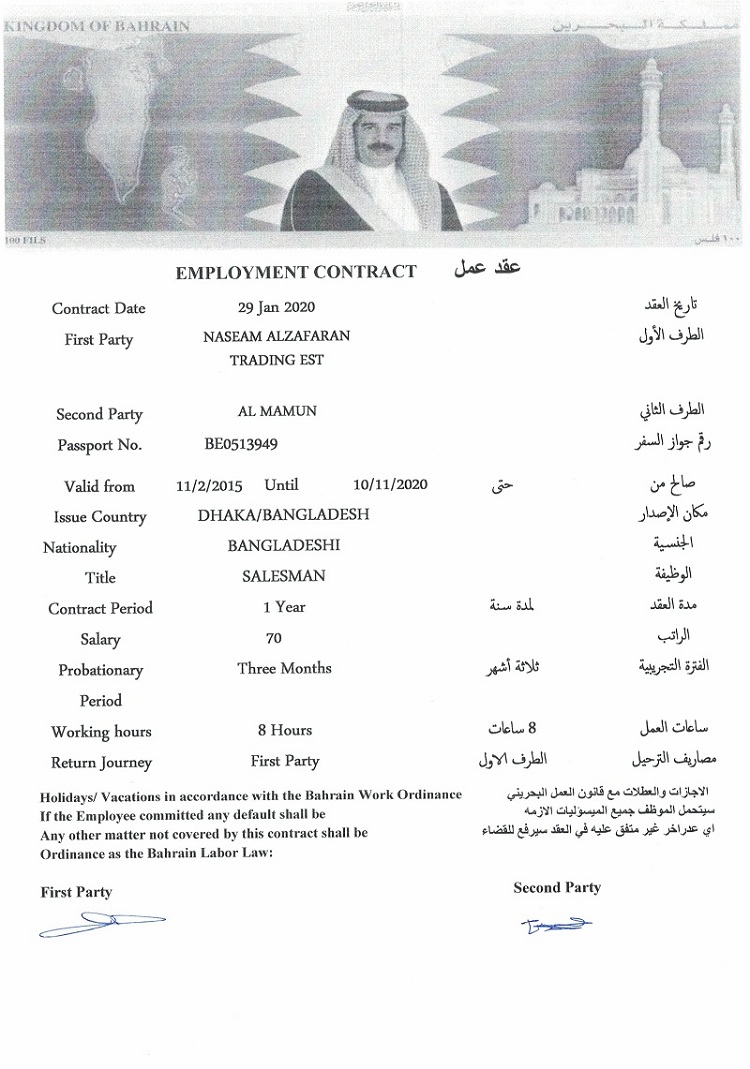 KINGDOM OF BAHRAIN مملكة البحرين
100 FILS ١٠٠ فلس
EMPLOYMENT CONTRACT عقد عمل
Contract Date 29 Jan 2020 تاريخ العقد
First Party NASEAM ALZAFARAN الطرف الأول
TRADING EST
Second Party AL MAMUN الطرف الثاني
Passport No. BE0513949 رقم جواز السفر
Valid from 11/2/2015 Until 10/11/2020 حتى صالح من
Issue Country DHAKA/BANGLADESH مكان الإصدار
Nationality BANGLADESHI الجنسية
Title SALESMAN الوظيفة
Contract Period 1 Year لمدة سنة مدة العقد
Salary 70 الراتب
Probationary Three Months ثلاثة أشهر الفترة التجريبية
Period
Working hours 8 Hours 8 ساعات ساعات العمل
Return Journey First Party الطرف الاول مصاريف الترحيل
Holidays/ Vacations in accordance with the Bahrain Work Ordinance الاجازات والعطلات مع قانون العمل البحريني
If the Employee committed any default shall be سيتحمل الموظف جميع الميسؤليات الازمه
Any other matter not covered by this contract shall be اي عدراخر غير متفق عليه في العقد سيرفع للقضاء
Ordinance as the Bahrain Labor Law:
First Party Second Party